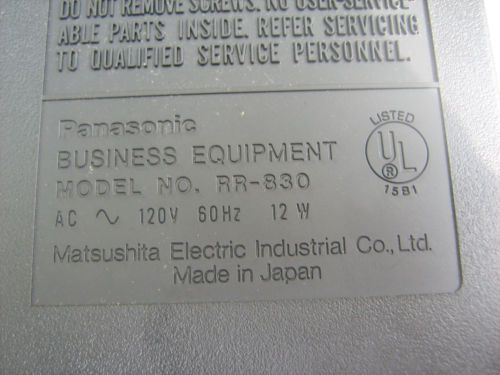 DO NOT REMOVE SCREWS. NO USER-SERVICE-
ABLE PARTS INSIDE. REFER SERVICING
TO QUALIFIED SERVICE PERSONNEL.
Panasonic
BUSINESS EQUIPMENT
MODEL NO. RR-830
AC ~ 120V 60Hz 12W
LISTED
UL
®
15B1
Matsushita Electric Industrial Co.,Ltd.
Made in Japan